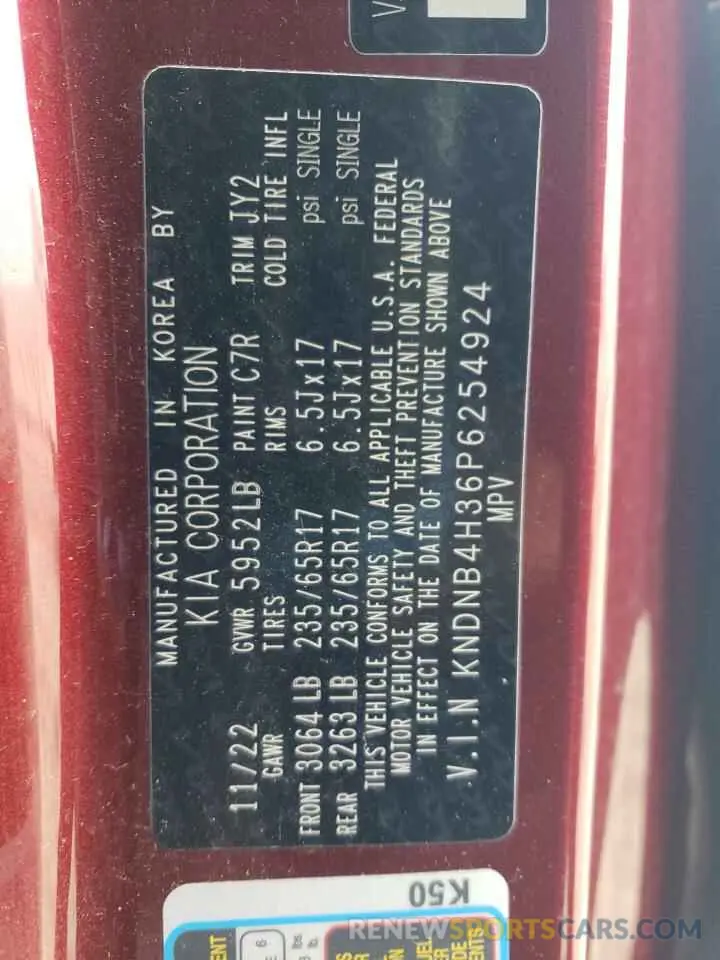 MANUFACTURED IN KOREA BY
KIA CORPORATION
11/22 GVWR 5952LB PAINT C7R TRIM JY2
GAWR TIRES RIMS COLD TIRE INFL
FRONT 3064 LB 235/65R17 6.5Jx17 psi SINGLE
REAR 3263 LB 235/65R17 6.5Jx17 psi SINGLE
THIS VEHICLE CONFORMS TO ALL APPLICABLE U.S.A. FEDERAL
MOTOR VEHICLE SAFETY AND THEFT PREVENTION STANDARDS
IN EFFECT ON THE DATE OF MANUFACTURE SHOWN ABOVE
V.I.N KNDNB4H36P6254924
MPV
K50
RENEWSPORTSCARS.COM